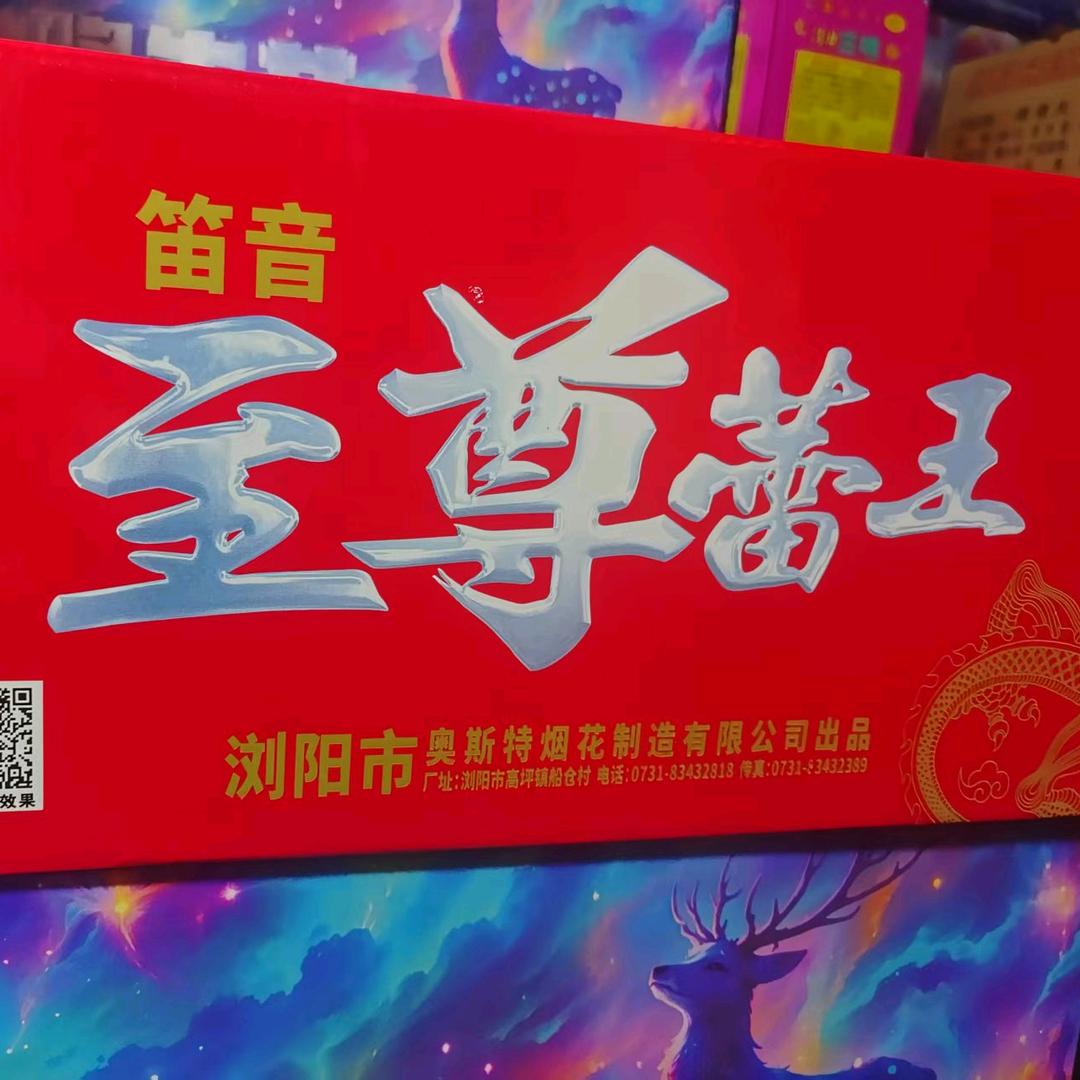 笛音
至尊蕾王
浏阳市奥斯特烟花制造有限公司出品
厂址:浏阳市高坪镇船仓村 电话:0731-83432818 传真:0731-83432389
效果